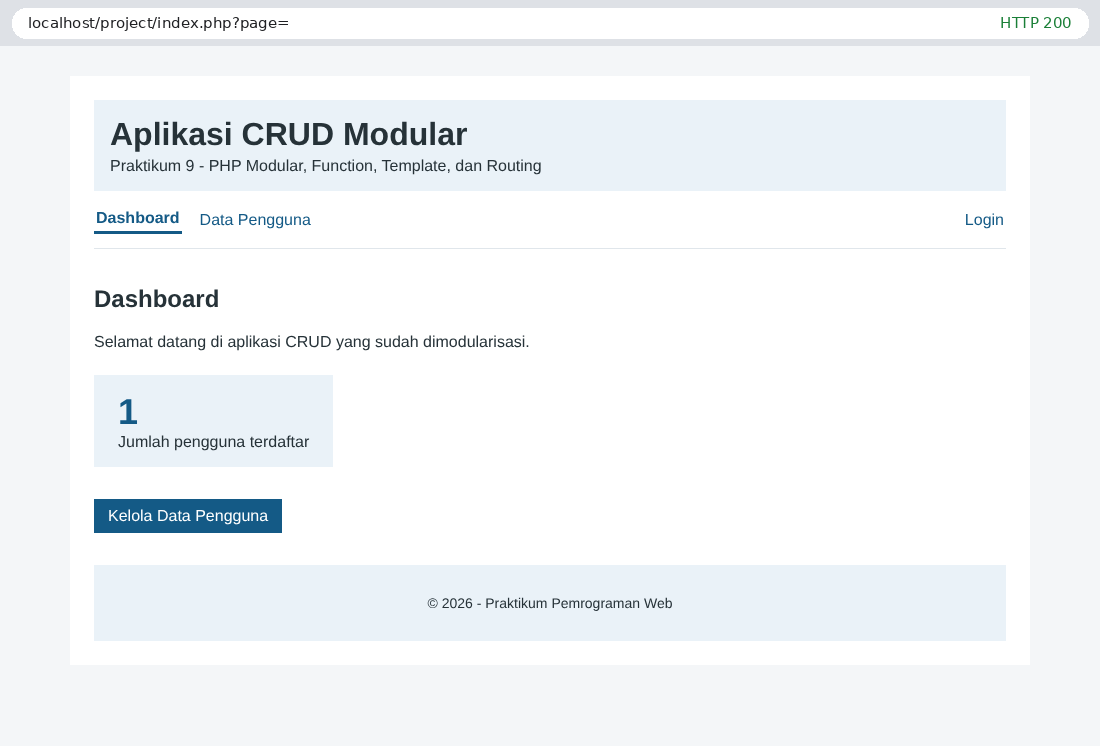 localhost/project/index.php?page=
HTTP 200
Aplikasi CRUD Modular
Praktikum 9 - PHP Modular, Function, Template, dan Routing
Dashboard
Data Pengguna
Login
Dashboard
Selamat datang di aplikasi CRUD yang sudah dimodularisasi.
1
Jumlah pengguna terdaftar
Kelola Data Pengguna
© 2026 - Praktikum Pemrograman Web